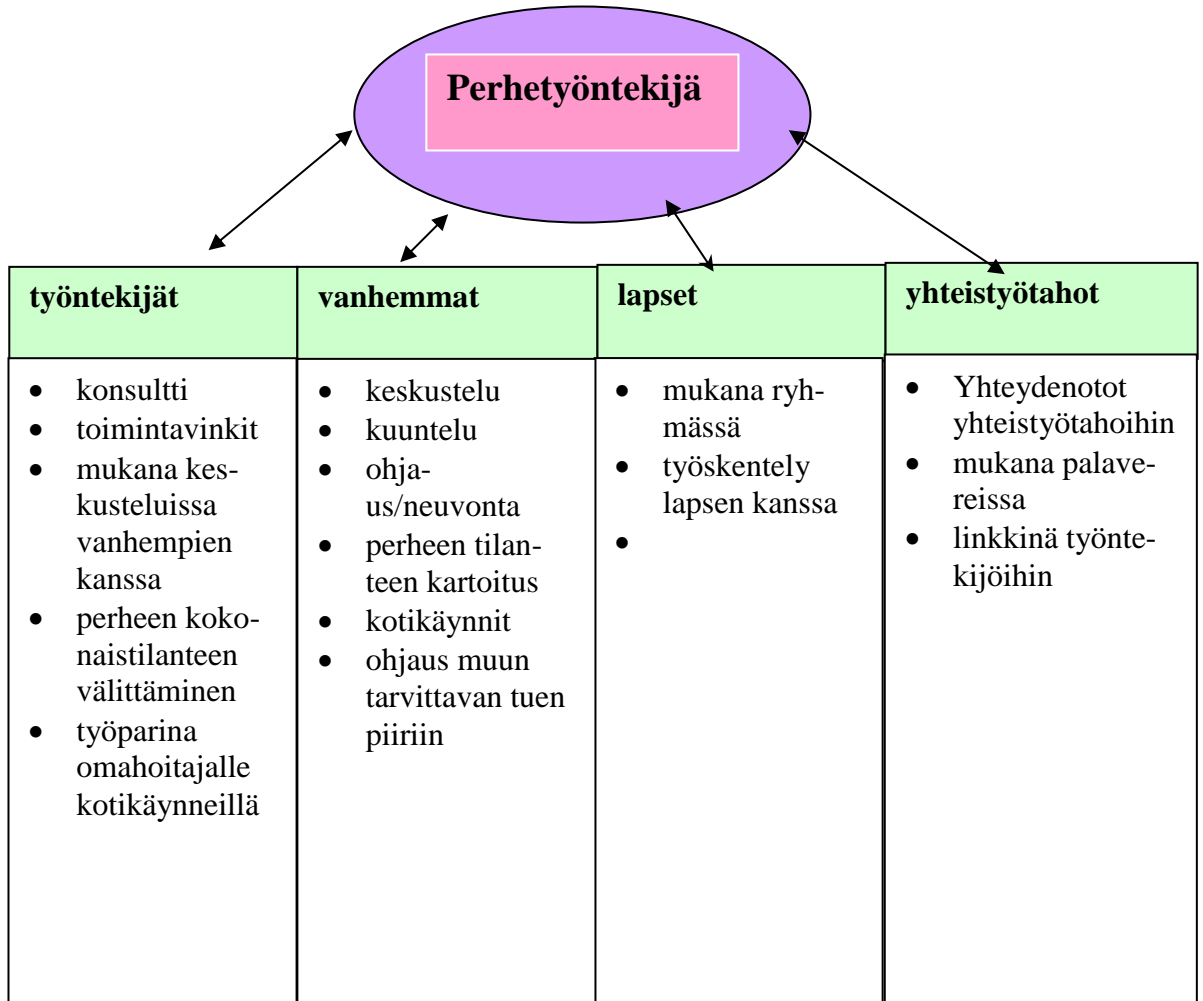 Perhetyöntekijä
työntekijät
• konsultti
• toimintavinkit
• mukana kes-
kusteluissa
vanhempien
kanssa
• perheen koko-
naistilanteen
välittäminen
• työparina
omahoitajalle
kotikäynneillä
vanhemmat
• keskustelu
• kuuntelu
• ohja-
us/neuvonta
• perheen tilan-
teen kartoitus
• kotikäynnit
• ohjaus muun
tarvittavan tuen
piiriin
lapset
• mukana ryh-
mässä
• työskentely
lapsen kanssa
•
yhteistyötahot
• Yhteydenotot
yhteistyötahoihin
• mukana palave-
reissa
• linkkinä työnte-
kijöihin